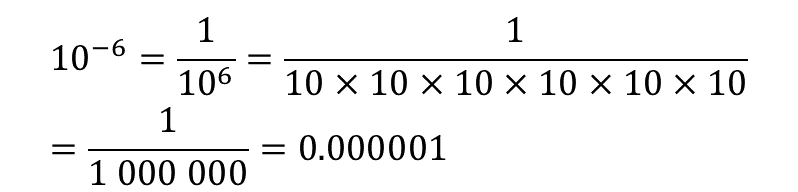 10⁻⁶ = 1/10⁶ = 1/(10 × 10 × 10 × 10 × 10 × 10)
= 1/(1 000 000) = 0.000001